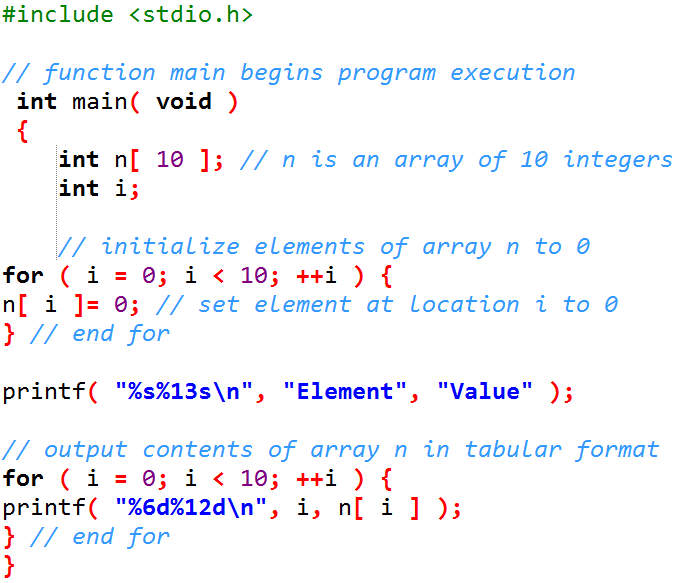 #include <stdio.h>
// function main begins program execution
int main( void )
{
int n[ 10 ]; // n is an array of 10 integers
int i;
// initialize elements of array n to 0
for ( i = 0; i < 10; ++i ) {
n[ i ]= 0; // set element at location i to 0
} // end for
printf( "%s%13s\n", "Element", "Value" );
// output contents of array n in tabular format
for ( i = 0; i < 10; ++i ) {
printf( "%6d%12d\n", i, n[ i ] );
} // end for
}